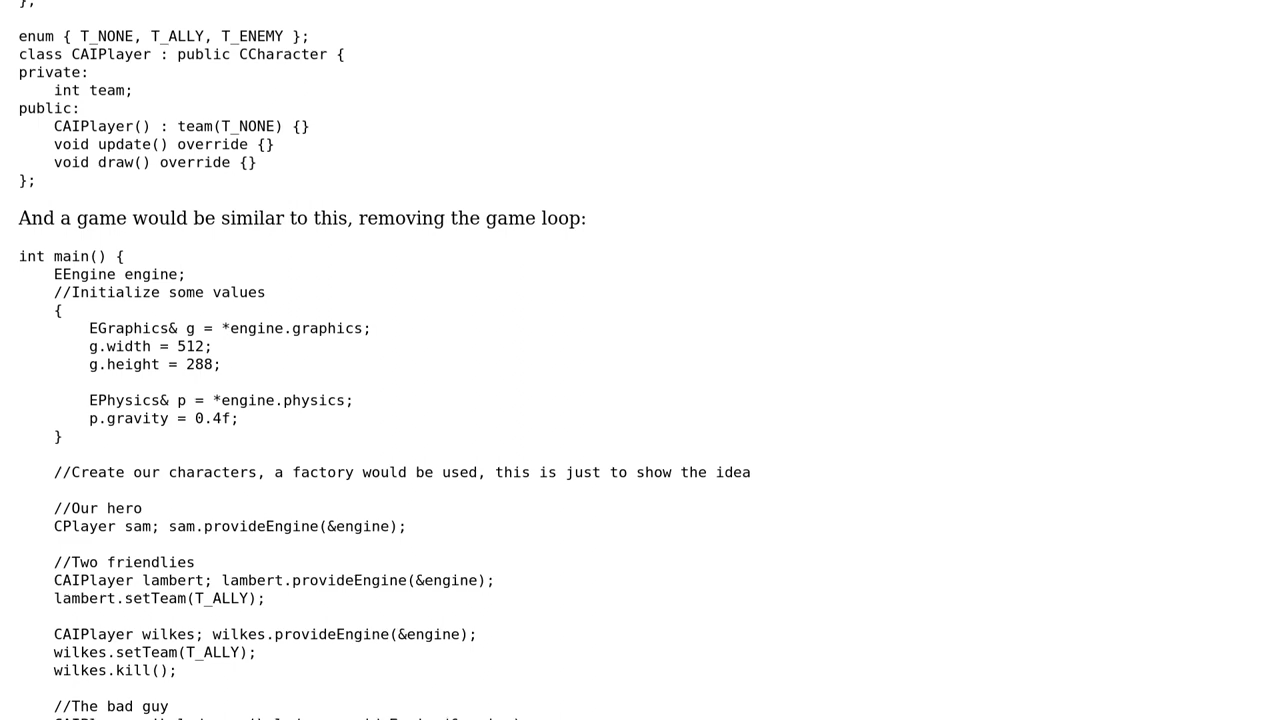 };
enum { T_NONE, T_ALLY, T_ENEMY };
class CAIPlayer : public CCharacter {
private:
    int team;
public:
    CAIPlayer() : team(T_NONE) {}
    void update() override {}
    void draw() override {}
};
And a game would be similar to this, removing the game loop:
int main() {
    EEngine engine;
    //Initialize some values
    {
        EGraphics& g = *engine.graphics;
        g.width = 512;
        g.height = 288;
        EPhysics& p = *engine.physics;
        p.gravity = 0.4f;
    }
    //Create our characters, a factory would be used, this is just to show the idea
    //Our hero
    CPlayer sam; sam.provideEngine(&engine);
    //Two friendlies
    CAIPlayer lambert; lambert.provideEngine(&engine);
    lambert.setTeam(T_ALLY);
    CAIPlayer wilkes; wilkes.provideEngine(&engine);
    wilkes.setTeam(T_ALLY);
    wilkes.kill();
    //The bad guy